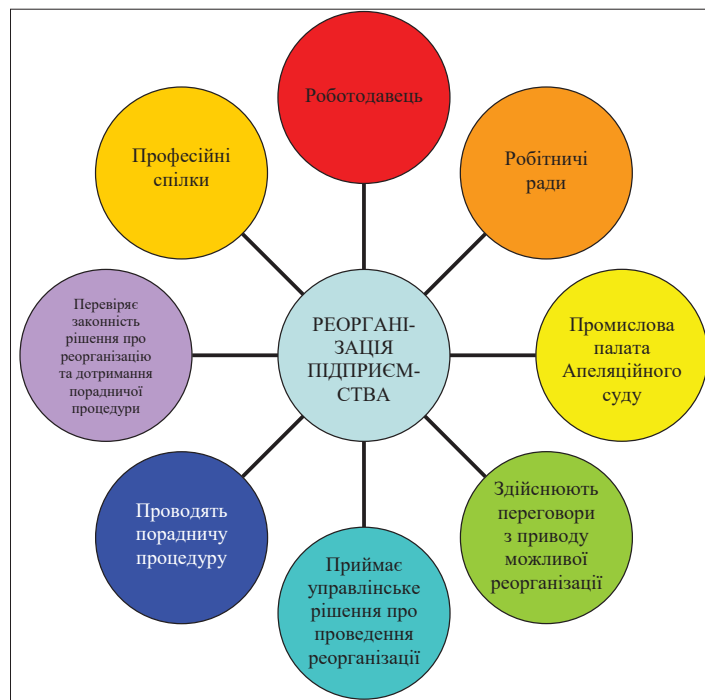 Роботодавець
Професійні
спілки
Робітничі
ради
Перевіряє
законність
рішення про
реорганізацію
та дотримання
порадничої
процедури
РЕОРГАНІ-
ЗАЦІЯ
ПІДПРИЄМ-
СТВА
Промислова
палата
Апеляційного
суду
Проводять
порадничу
процедуру
Здійснюють
переговори
з приводу
можливої
реорганізації
Приймає
управлінське
рішення про
проведення
реорганізації